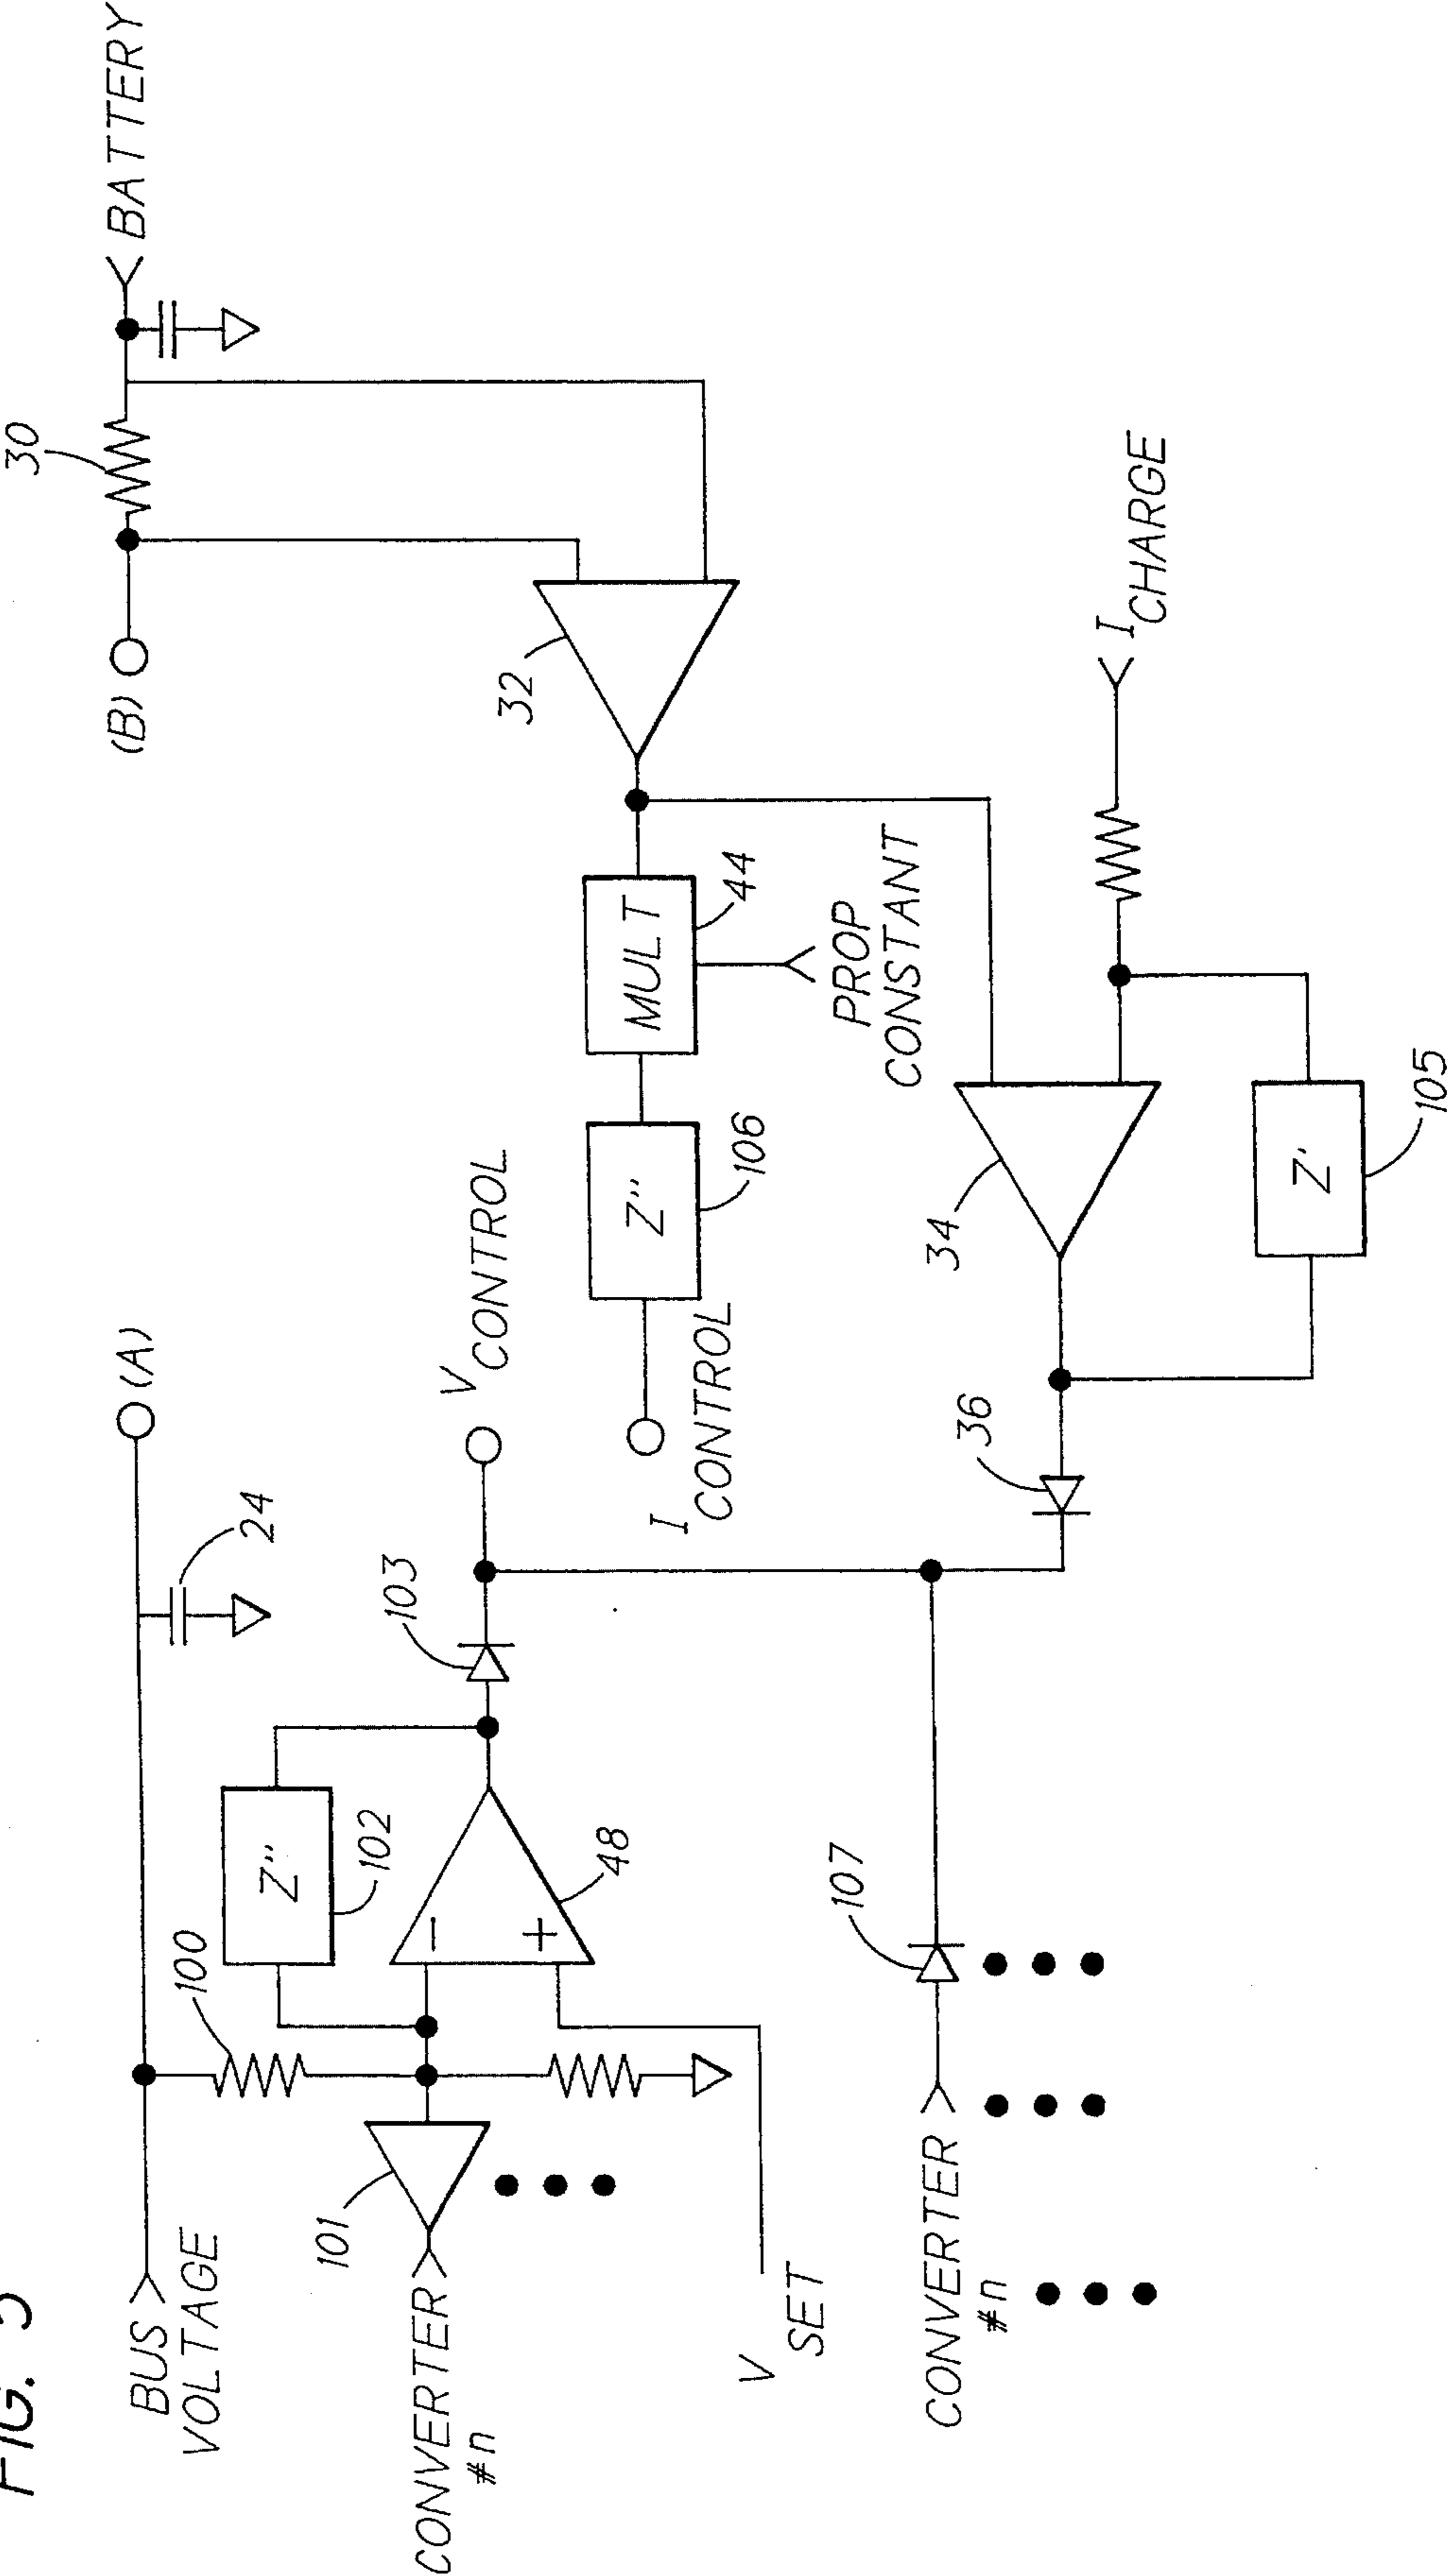 FIG.
30
BUS
VOLTAGE
(A)
(B)
BATTERY
100
24
Z''
102
101
103
CONVERTER
#n
48
V
CONTROL
32
Z''
106
MULT
44
I
CONTROL
PROP
CONSTANT
V
SET
107
CONVERTER
#n
36
34
I
CHARGE
Z'
105